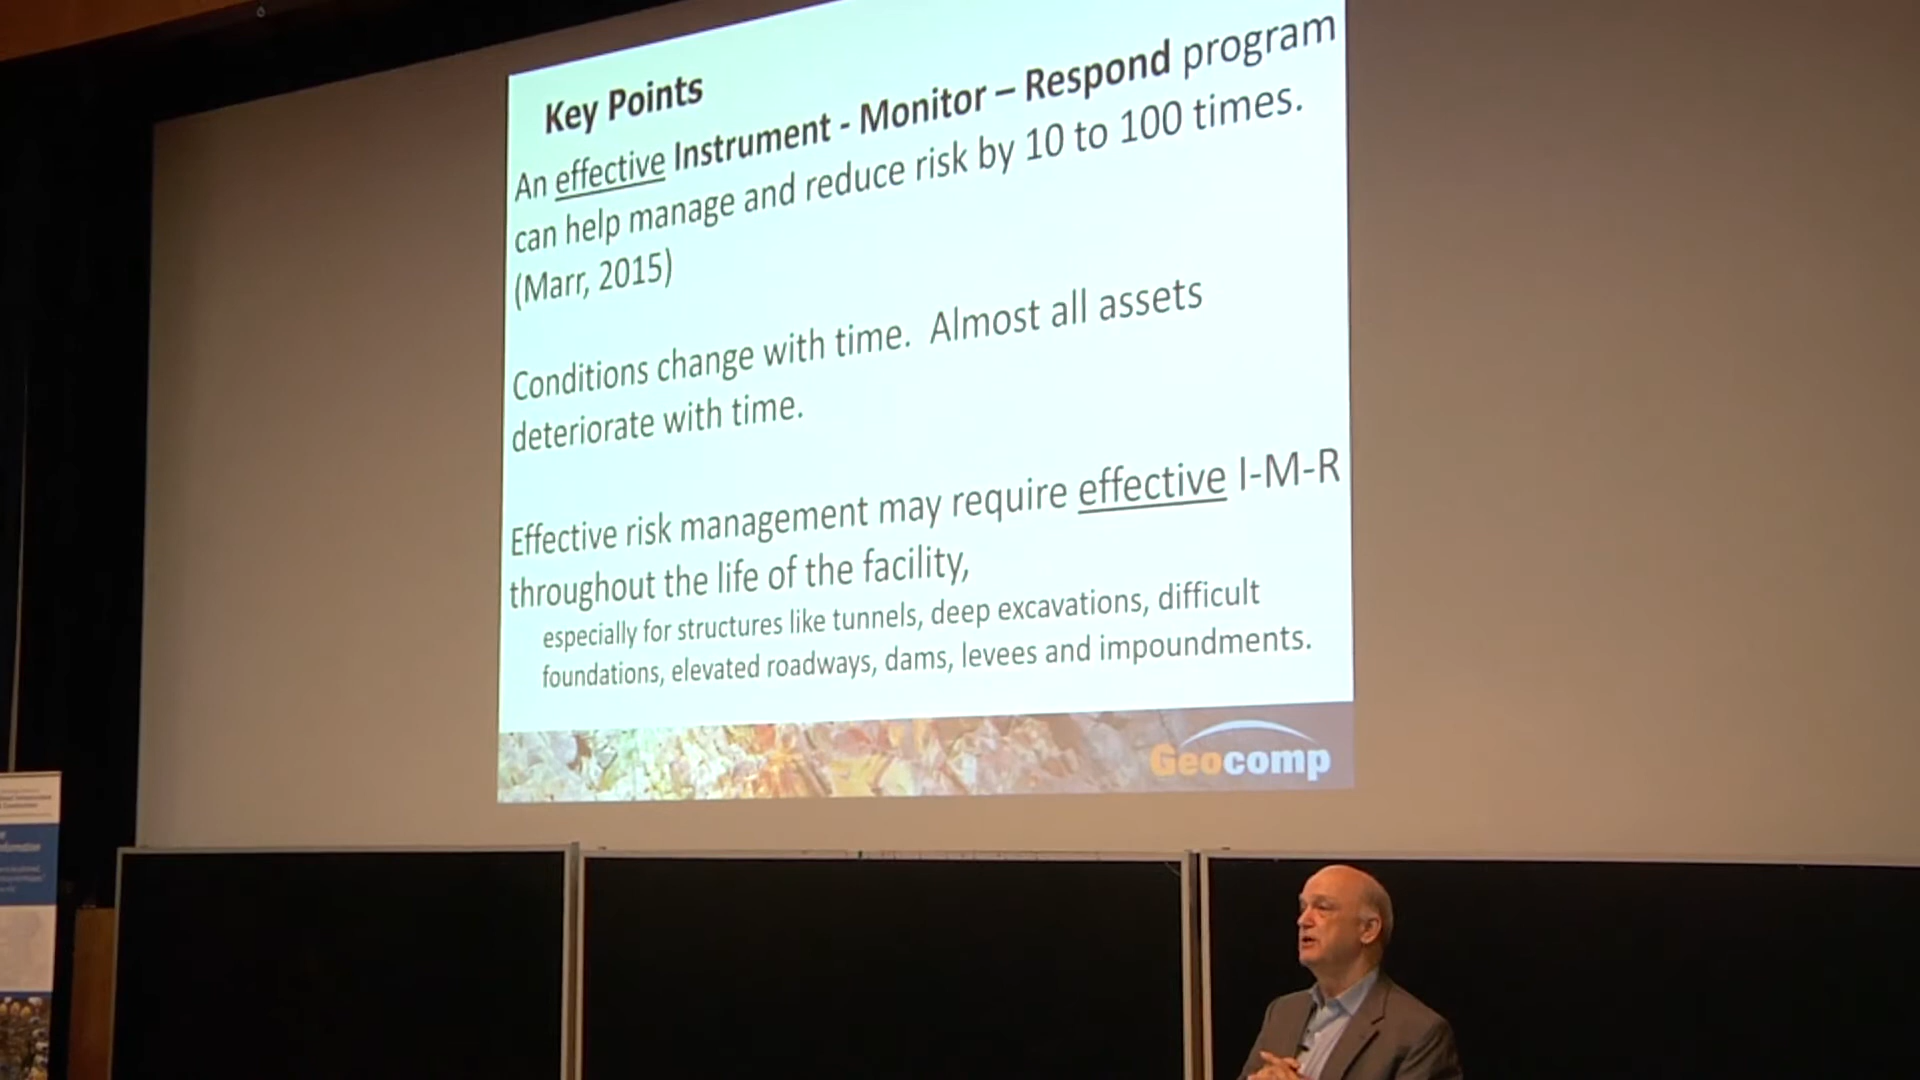 Key Points
An effective Instrument - Monitor – Respond program
can help manage and reduce risk by 10 to 100 times.
(Marr, 2015)
Conditions change with time. Almost all assets
deteriorate with time.
Effective risk management may require effective I-M-R
throughout the life of the facility,
especially for structures like tunnels, deep excavations, difficult
foundations, elevated roadways, dams, levees and impoundments.
Geocomp